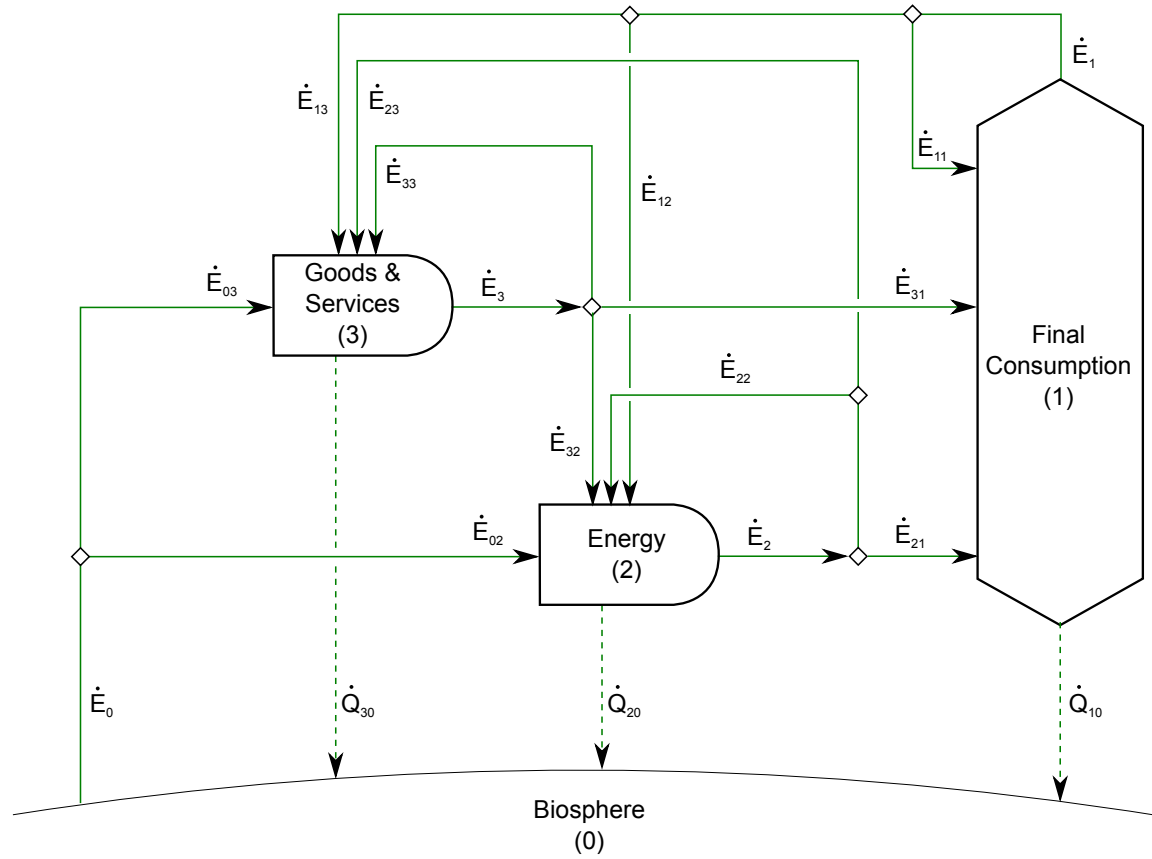 Ė₁
Ė₁₃
Ė₂₃
Ė₁₁
Ė₃₃
Ė₁₂
Ė₀₃
Goods &
Services
(3)
Ė₃
Ė₃₁
Final
Consumption
(1)
Ė₂₂
Ė₃₂
Ė₀₂
Energy
(2)
Ė₂
Ė₂₁
Ė₀
Q̇₃₀
Q̇₂₀
Q̇₁₀
Biosphere
(0)